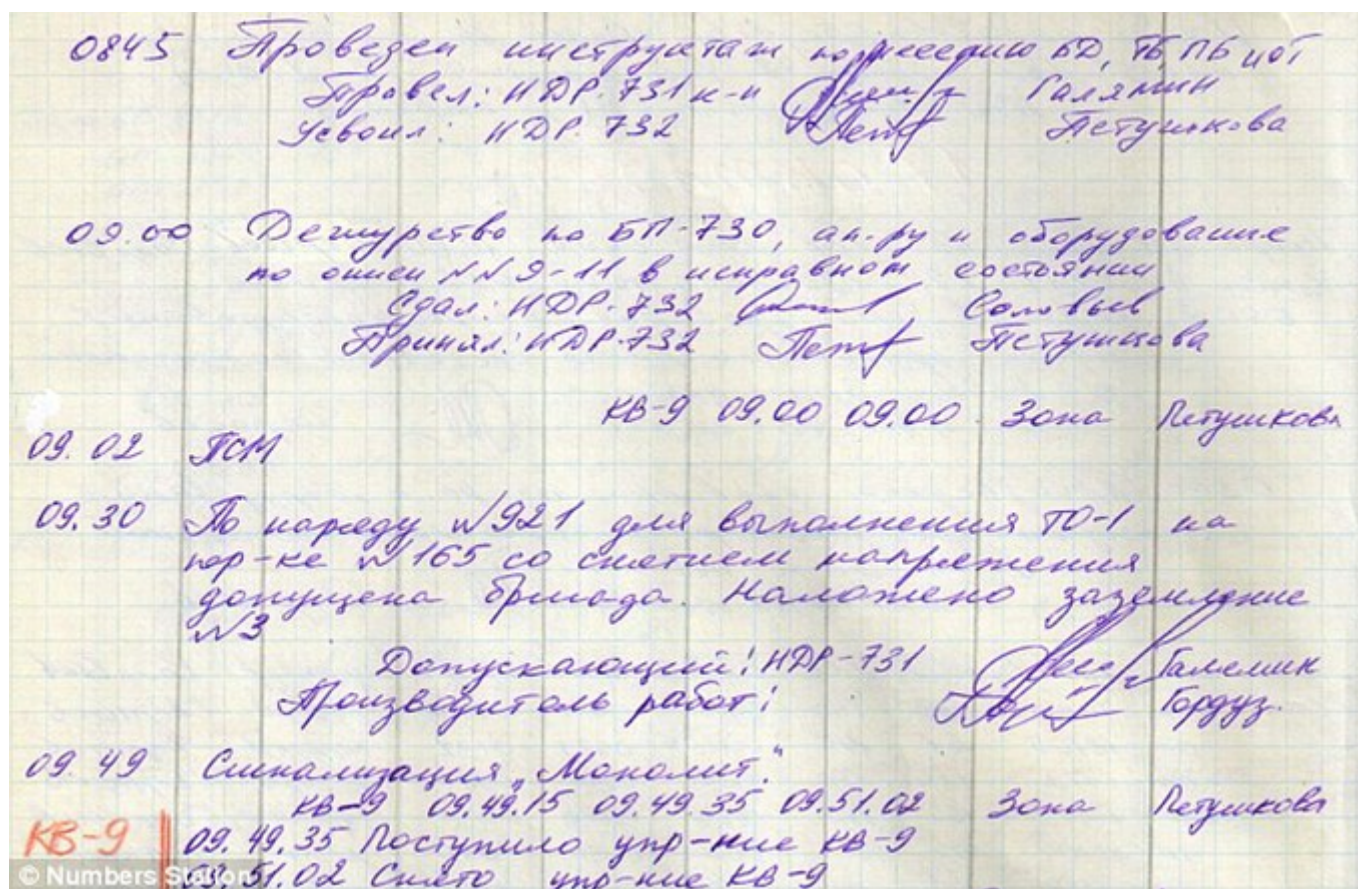 0845 Проведен инструктаж по несению БД, ТБ, ПБ и ОТ
Провел: НДР-731 к-н Галямин
Усвоил: НДР. 732 Петушкова
09.00 Дежурство по БП-730, ап-ру и оборудование
по описи №№ 9-11 в исправном состоянии
Сдал: НДР-732 Соловьев
Принял: НДР-732 Петушкова
КВ-9 09.00 09.00 Зона Петушкова
09.02 ПСМ
09.30 По наряду №921 для выполнения ТО-1 на
пер-ке №165 со снятием напряжения
допущена бригада. Наложено заземление
№3
Допускающий: НДР-731 Галямин
Производитель работ: Гордуз.
09.49 Сигнализация „Монолит".
КВ-9 09.49.15 09.49.35 09.51.02 Зона Петушкова
КВ-9 09.49.35 Поступило упр-ние КВ-9
09.51.02 Снято упр-ние КВ-9
© Numbers Station